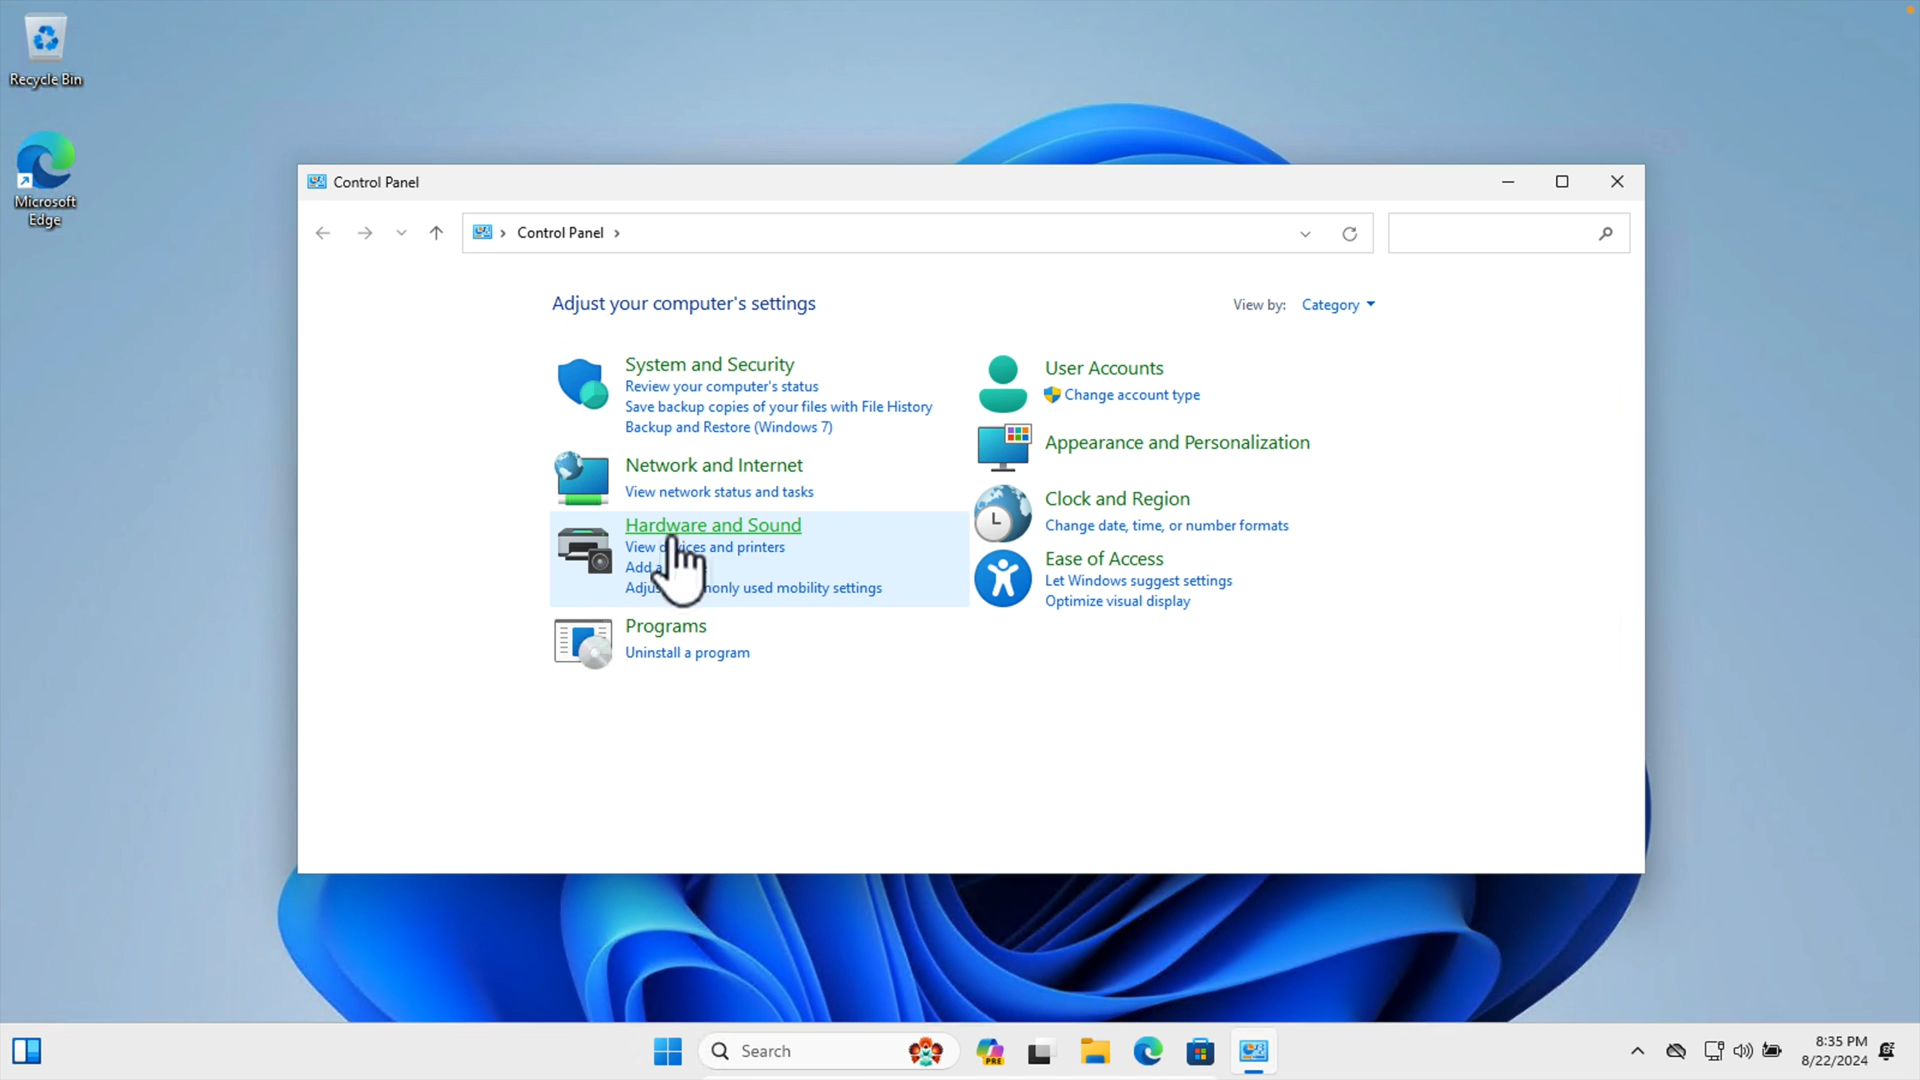 Recycle Bin
Microsoft
Edge
Control Panel
Control Panel
Adjust your computer's settings
View by: Category
System and Security
Review your computer's status
Save backup copies of your files with File History
Backup and Restore (Windows 7)
Network and Internet
View network status and tasks
Hardware and Sound
View devices and printers
Add a
Adjust commonly used mobility settings
Programs
Uninstall a program
User Accounts
Change account type
Appearance and Personalization
Clock and Region
Change date, time, or number formats
Ease of Access
Let Windows suggest settings
Optimize visual display
Search
PRE
8:35 PM
8/22/2024